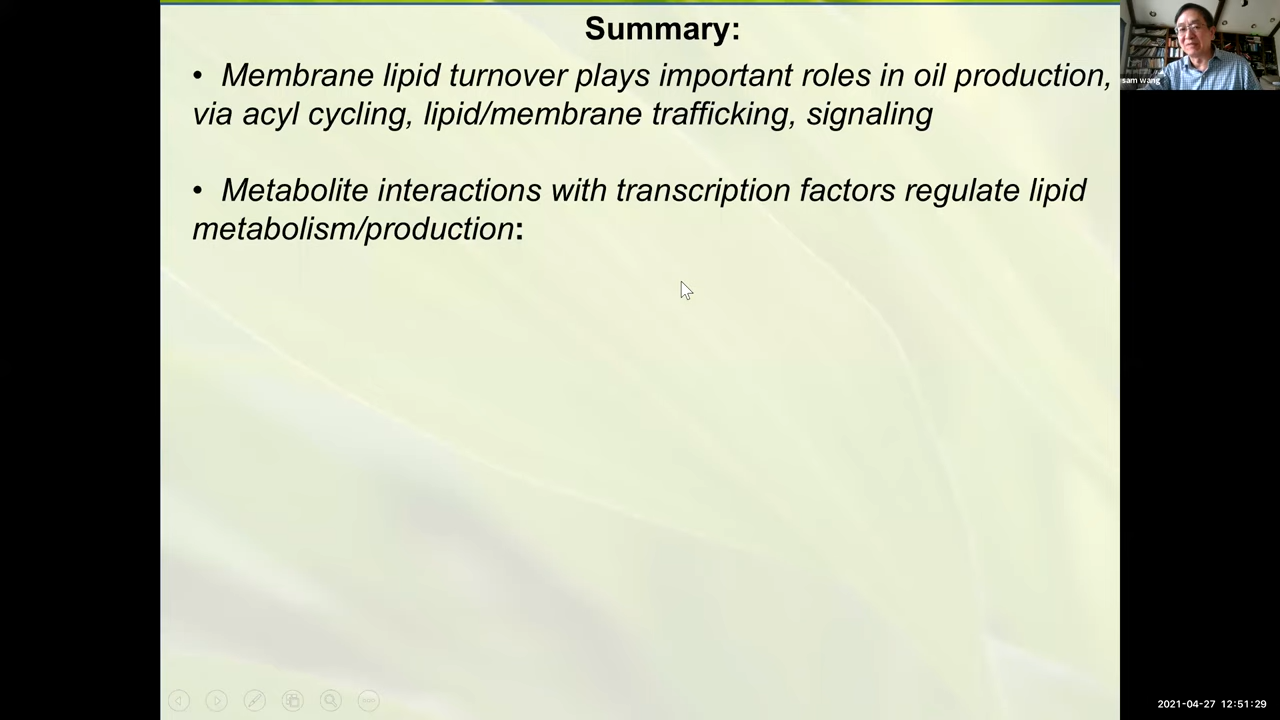 Summary:
• Membrane lipid turnover plays important roles in oil production,
via acyl cycling, lipid/membrane trafficking, signaling
• Metabolite interactions with transcription factors regulate lipid
metabolism/production:
sam wang
2021-04-27 12:51:29